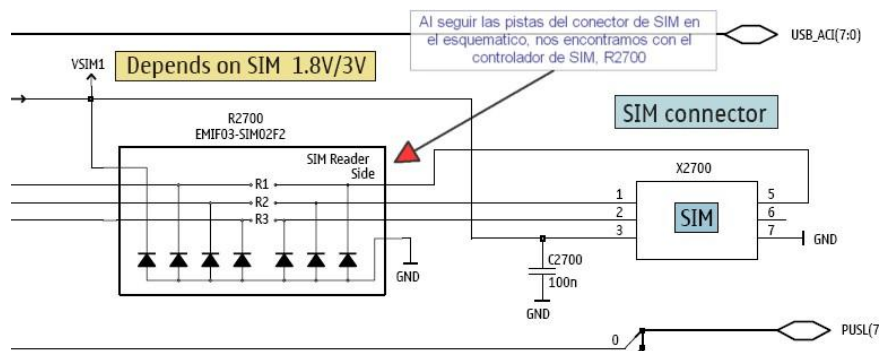 Al seguir las pistas del conector de SIM en
el esquematico, nos encontramos con el
controlador de SIM, R2700
USB_ACI(7:0)
VSIM1
Depends on SIM 1.8V/3V
R2700
EMIF03-SIM02F2
SIM connector
SIM Reader
Side
X2700
R1
R2
R3
1
2
3
SIM
5
6
7
GND
GND
C2700
100n
GND
0
PUSL(7